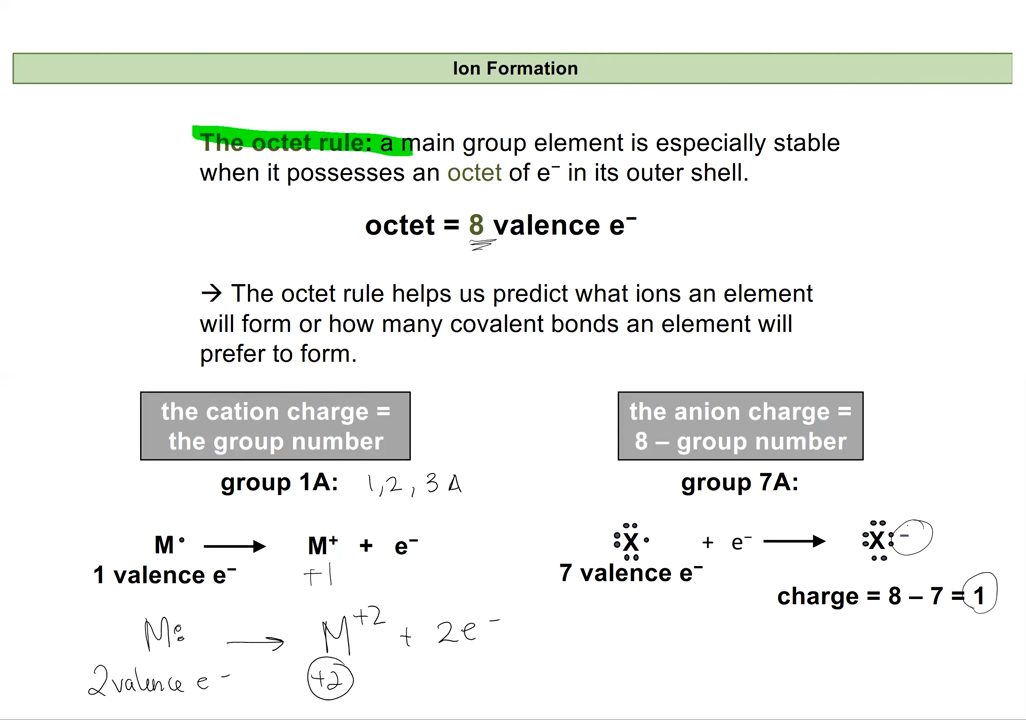 Ion Formation
The octet rule: a main group element is especially stable
when it possesses an octet of e⁻ in its outer shell.
octet = 8 valence e⁻
→ The octet rule helps us predict what ions an element
will form or how many covalent bonds an element will
prefer to form.
the cation charge =
the group number
group 1A: 1,2,3A
M• ⟶ M⁺ + e⁻
1 valence e⁻ +1
M: ⟶ M⁺² + 2e⁻
2 valence e⁻ +2
the anion charge =
8 – group number
group 7A:
:Ẍ• + e⁻ ⟶ :Ẍ:⁻
7 valence e⁻
charge = 8 – 7 = 1